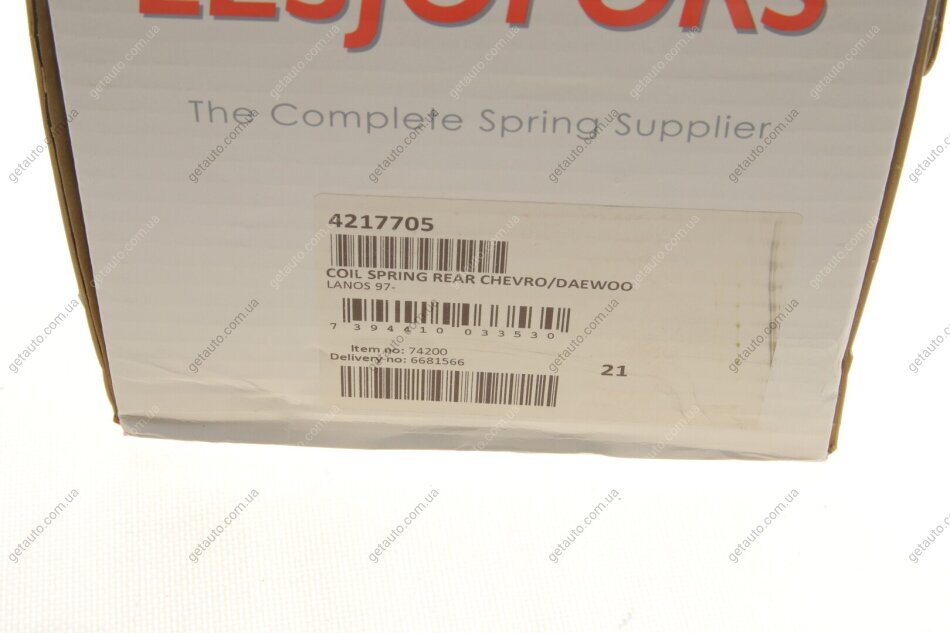 LESJÖFORS
The Complete Spring Supplier
4217705
COIL SPRING REAR CHEVRO/DAEWOO
LANOS 97-
7 394410 033530
Item no: 74200
Delivery no: 6681566
21
getauto.com.ua